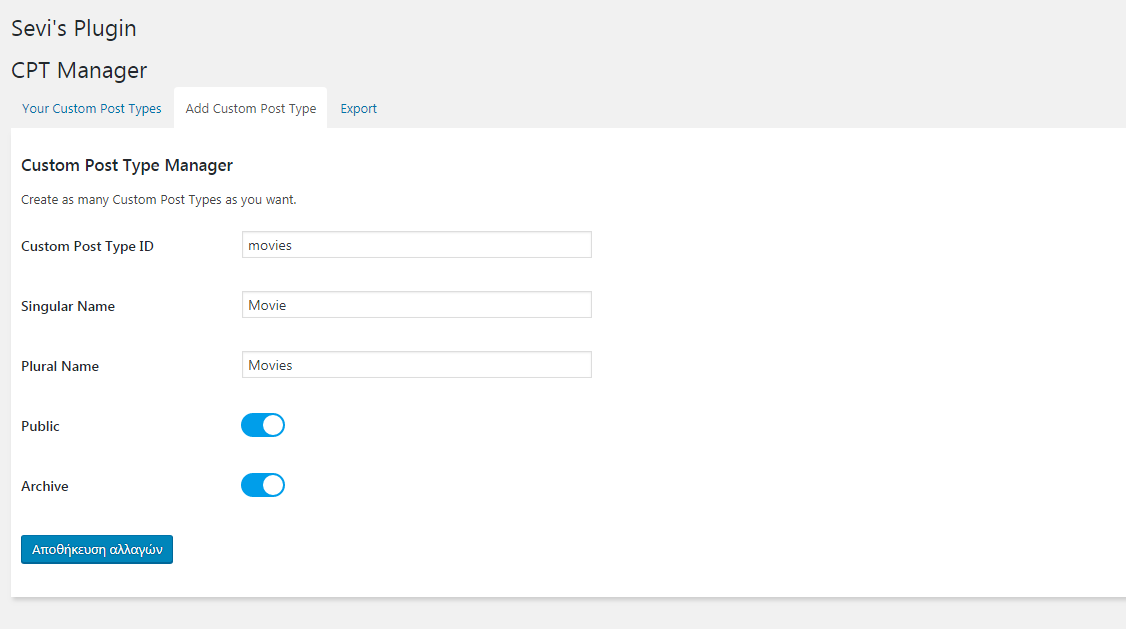 Sevi's Plugin
CPT Manager
Your Custom Post Types Add Custom Post Type Export
Custom Post Type Manager
Create as many Custom Post Types as you want.
Custom Post Type ID movies
Singular Name Movie
Plural Name Movies
Public
Archive
Αποθήκευση αλλαγών